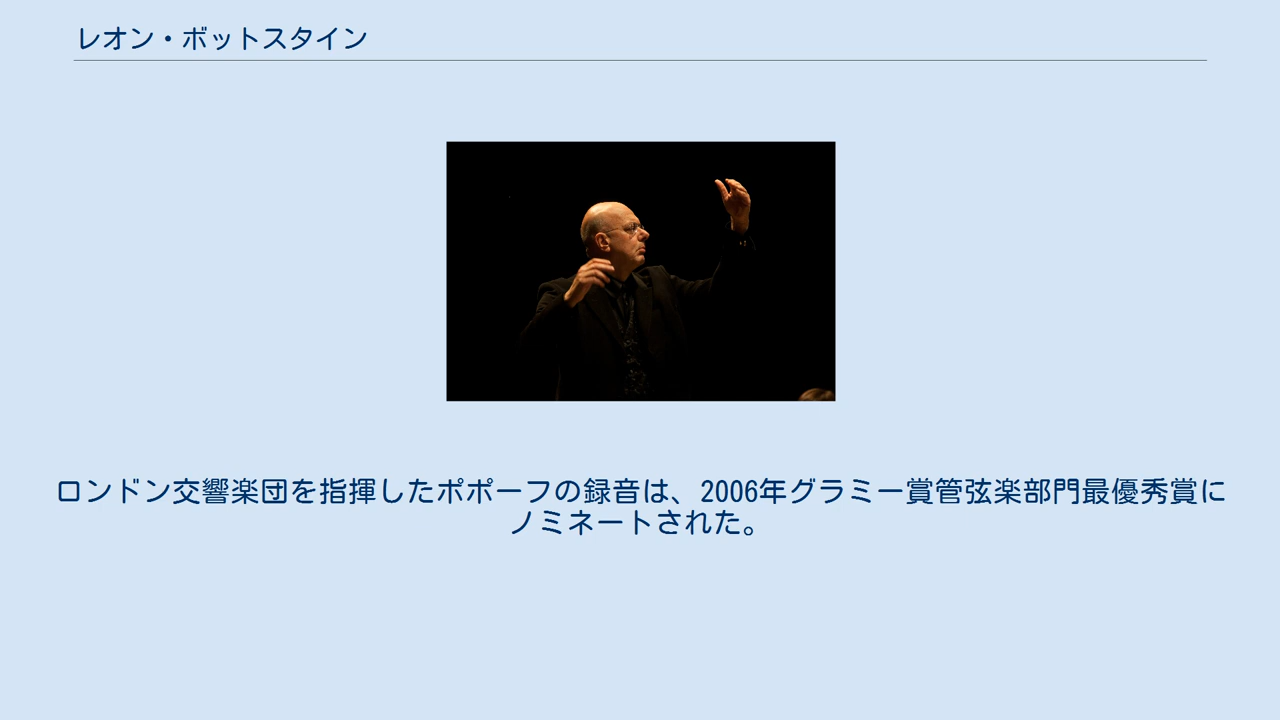 レオン・ボットスタイン
ロンドン交響楽団を指揮したポポーフの録音は、2006年グラミー賞管弦楽部門最優秀賞に
ノミネートされた。